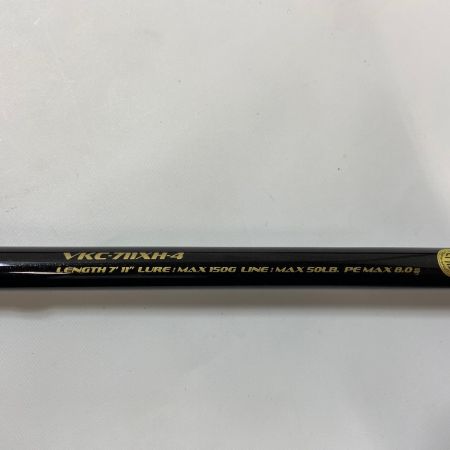 VKC-711XH-4
LENGTH 7' 11" LURE : MAX 150G LINE : MAX 50LB. PE MAX 8.0号